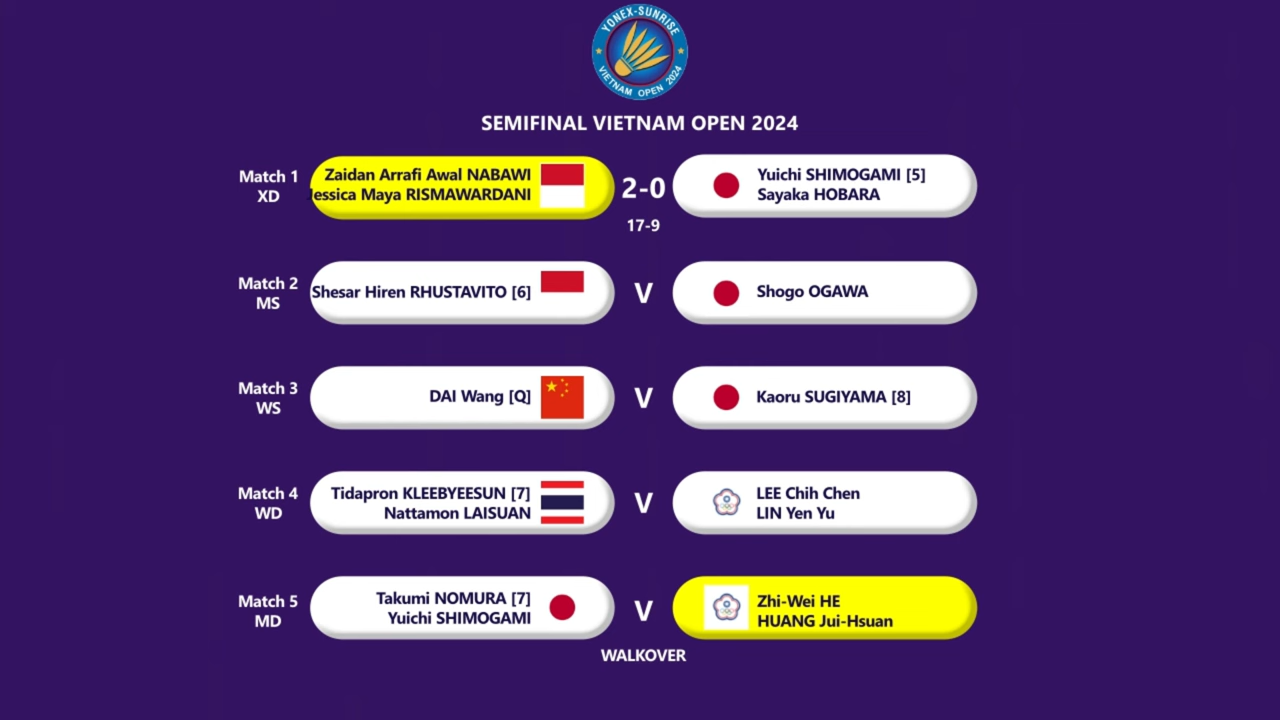 YONEX-SUNRISE
VIETNAM OPEN 2024
SEMIFINAL VIETNAM OPEN 2024
Match 1
XD
Zaidan Arrafi Awal NABAWI
Jessica Maya RISMAWARDANI
2-0
17-9
Yuichi SHIMOGAMI [5]
Sayaka HOBARA
Match 2
MS
Shesar Hiren RHUSTAVITO [6]
V
Shogo OGAWA
Match 3
WS
DAI Wang [Q]
V
Kaoru SUGIYAMA [8]
Match 4
WD
Tidapron KLEEBYEESUN [7]
Nattamon LAISUAN
V
LEE Chih Chen
LIN Yen Yu
Match 5
MD
Takumi NOMURA [7]
Yuichi SHIMOGAMI
V
Zhi-Wei HE
HUANG Jui-Hsuan
WALKOVER